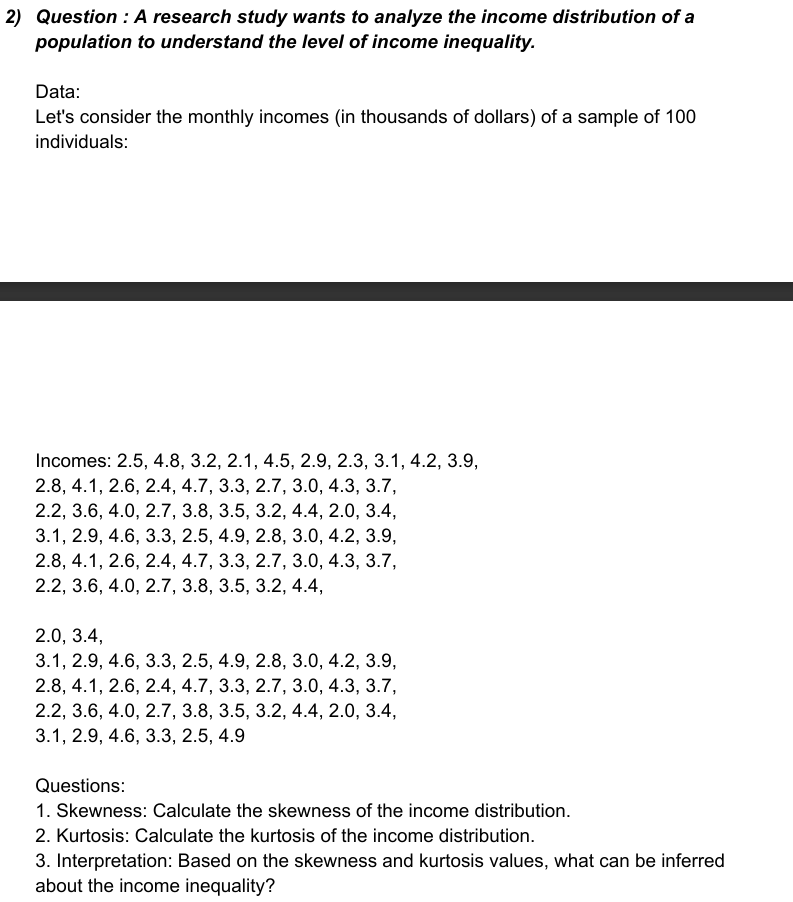 2) Question : A research study wants to analyze the income distribution of a
population to understand the level of income inequality.
Data:
Let's consider the monthly incomes (in thousands of dollars) of a sample of 100
individuals:
Incomes: 2.5, 4.8, 3.2, 2.1, 4.5, 2.9, 2.3, 3.1, 4.2, 3.9,
2.8, 4.1, 2.6, 2.4, 4.7, 3.3, 2.7, 3.0, 4.3, 3.7,
2.2, 3.6, 4.0, 2.7, 3.8, 3.5, 3.2, 4.4, 2.0, 3.4,
3.1, 2.9, 4.6, 3.3, 2.5, 4.9, 2.8, 3.0, 4.2, 3.9,
2.8, 4.1, 2.6, 2.4, 4.7, 3.3, 2.7, 3.0, 4.3, 3.7,
2.2, 3.6, 4.0, 2.7, 3.8, 3.5, 3.2, 4.4,
2.0, 3.4,
3.1, 2.9, 4.6, 3.3, 2.5, 4.9, 2.8, 3.0, 4.2, 3.9,
2.8, 4.1, 2.6, 2.4, 4.7, 3.3, 2.7, 3.0, 4.3, 3.7,
2.2, 3.6, 4.0, 2.7, 3.8, 3.5, 3.2, 4.4, 2.0, 3.4,
3.1, 2.9, 4.6, 3.3, 2.5, 4.9
Questions:
1. Skewness: Calculate the skewness of the income distribution.
2. Kurtosis: Calculate the kurtosis of the income distribution.
3. Interpretation: Based on the skewness and kurtosis values, what can be inferred
about the income inequality?